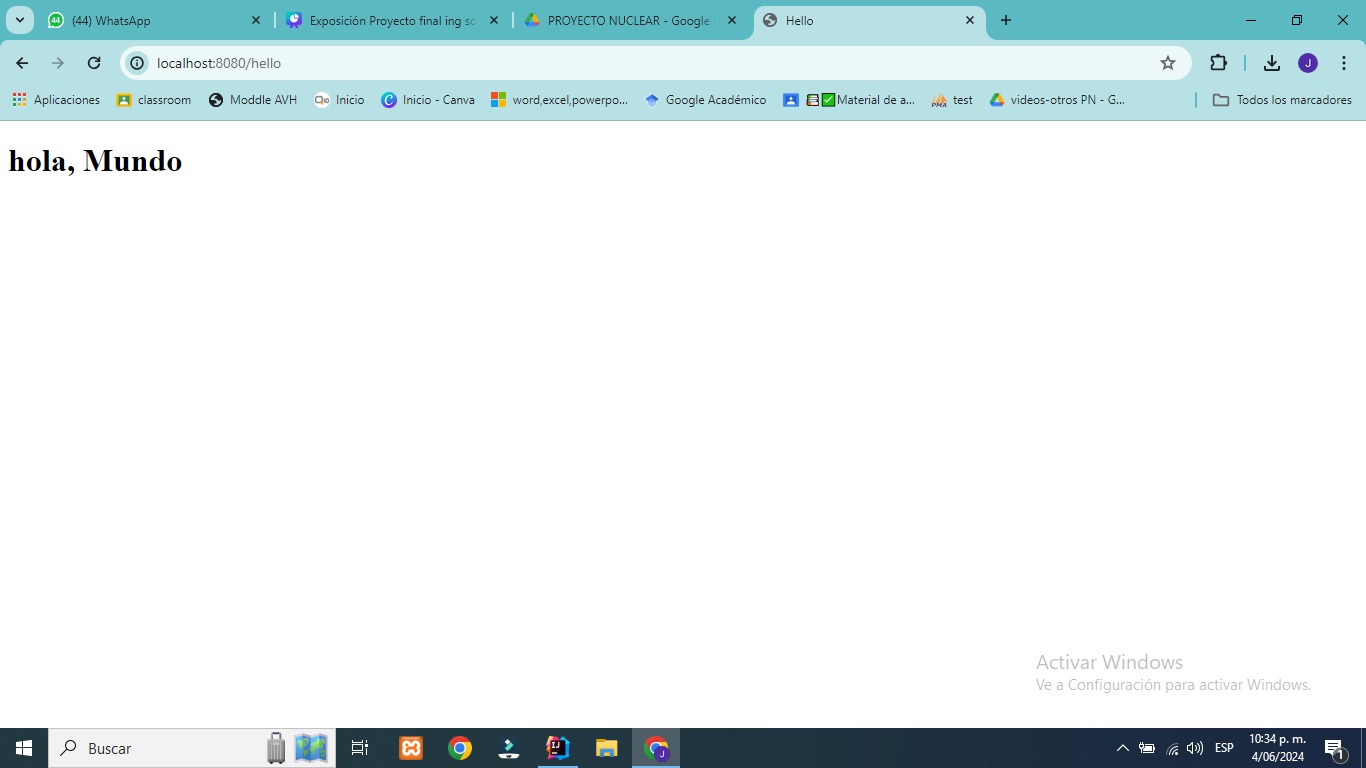 (44) WhatsApp
Exposición Proyecto final ing so
PROYECTO NUCLEAR - Google
Hello
localhost:8080/hello
J
Aplicaciones
classroom
Moddle AVH
Inicio
Inicio - Canva
word,excel,powerpo...
Google Académico
Material de a...
PMA
test
videos-otros PN - G...
Todos los marcadores
hola, Mundo
Activar Windows
Ve a Configuración para activar Windows.
Buscar
ESP
10:34 p. m.
4/06/2024
1